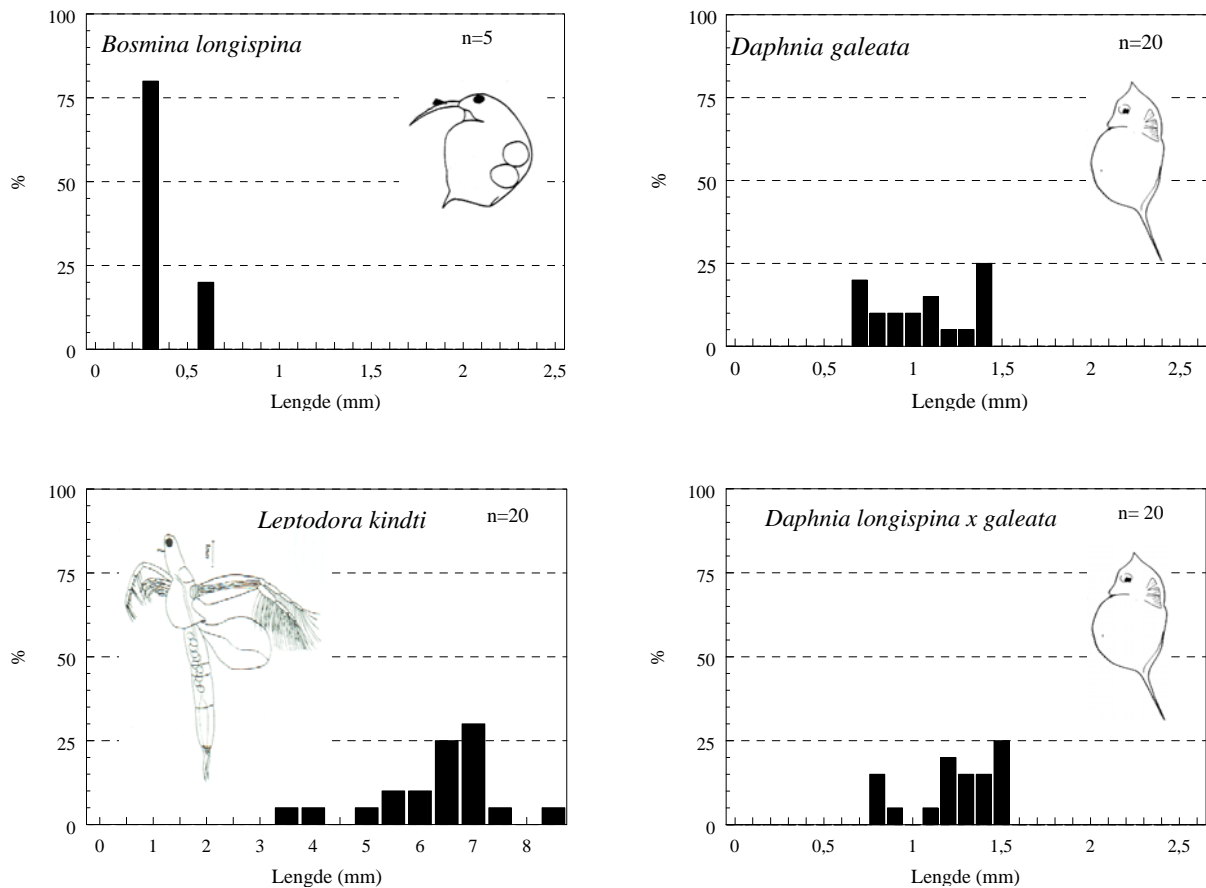 Bosmina longispina n=5
100
75
50
25
0
%
0 0,5 1 1,5 2 2,5
Lengde (mm)
Daphnia galeata n=20
100
75
50
25
0
%
0 0,5 1 1,5 2 2,5
Lengde (mm)
Leptodora kindti n=20
100
75
50
25
0
%
0 1 2 3 4 5 6 7 8
Lengde (mm)
Daphnia longispina x galeata n= 20
100
75
50
25
0
%
0 0,5 1 1,5 2 2,5
Lengde (mm)